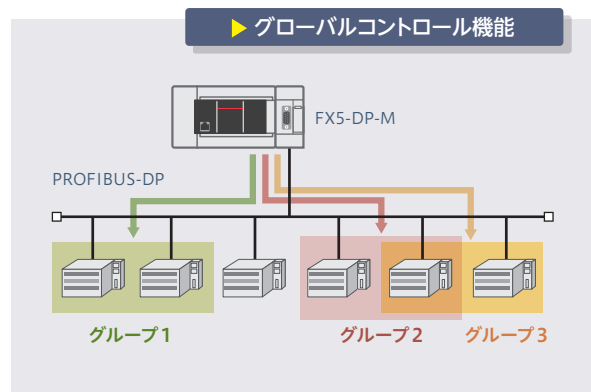 ▶ グローバルコントロール機能
FX5-DP-M
PROFIBUS-DP
グループ1
グループ2
グループ3